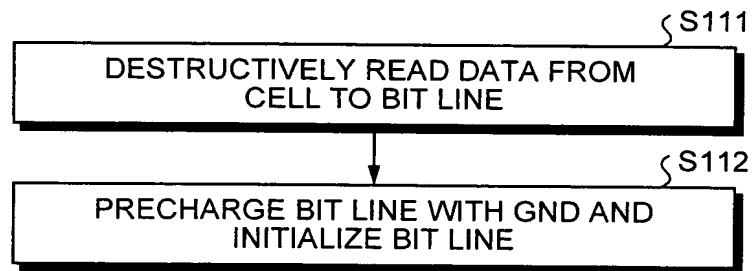 S111
DESTRUCTIVELY READ DATA FROM
CELL TO BIT LINE
S112
PRECHARGE BIT LINE WITH GND AND
INITIALIZE BIT LINE